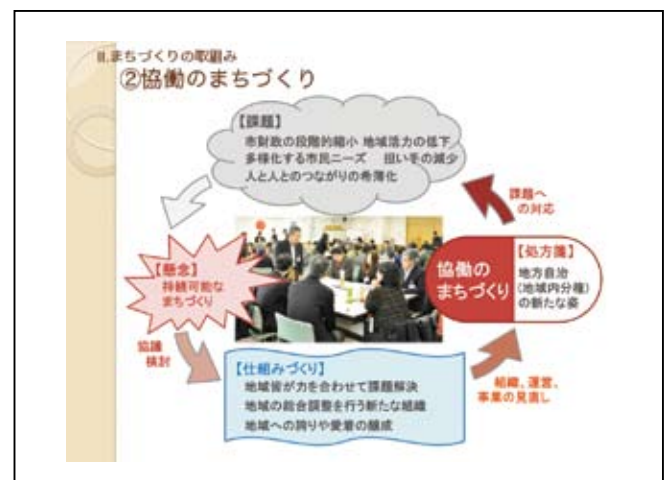 Ⅱ.まちづくりの取組み
②協働のまちづくり
【課題】
市財政の段階的縮小 地域活力の低下
多様化する市民ニーズ 担い手の減少
人と人とのつながりの希薄化
課題へ
の対応
【懸念】
持続可能な
まちづくり
協働の
まちづくり
【処方箋】
地方自治
(地域内分権)
の新たな姿
協議
検討
【仕組みづくり】
地域皆が力を合わせて課題解決
地域の総合調整を行う新たな組織
地域への誇りや愛着の醸成
組織、運営、
事業の見直し